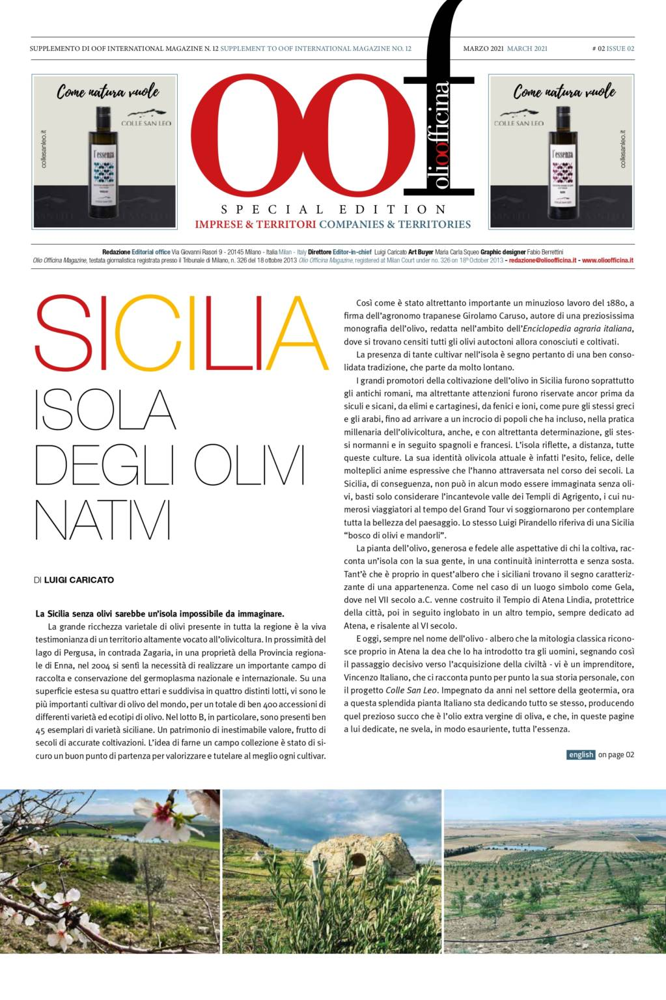 SUPPLEMENTO DI OOF INTERNATIONAL MAGAZINE N. 12 SUPPLEMENT TO OOF INTERNATIONAL MAGAZINE NO. 12 MARZO 2021 MARCH 2021 # 02 ISSUE 02
Come natura vuole
COLLE SAN LEO
collesanleo.it
l'essenza
OOf
olioofficina
SPECIAL EDITION
IMPRESE & TERRITORI COMPANIES & TERRITORIES
Come natura vuole
COLLE SAN LEO
collesanleo.it
l'essenza
Redazione Editorial office Via Giovanni Rasori 9 - 20145 Milano - Italia Milan - Italy Direttore Editor-in-chief Luigi Caricato Art Buyer Maria Carla Squeo Graphic designer Fabio Berrettini
Olio Officina Magazine, testata giornalistica registrata presso il Tribunale di Milano, n. 326 del 18 ottobre 2013 Olio Officina Magazine, registered at Milan Court under no. 326 on 18th October 2013 - redazione@olioofficina.it - www.olioofficina.it
SICILIA
ISOLA
DEGLI OLIVI
NATIVI
DI LUIGI CARICATO
La Sicilia senza olivi sarebbe un'isola impossibile da immaginare.
La grande ricchezza varietale di olivi presente in tutta la regione è la viva
testimonianza di un territorio altamente vocato all'olivicoltura. In prossimità del
lago di Pergusa, in contrada Zagaria, in una proprietà della Provincia regiona-
le di Enna, nel 2004 si sentì la necessità di realizzare un importante campo di
raccolta e conservazione del germoplasma nazionale e internazionale. Su una
superficie estesa su quattro ettari e suddivisa in quattro distinti lotti, vi sono le
più importanti cultivar di olivo del mondo, per un totale di ben 400 accessioni di
differenti varietà ed ecotipi di olivo. Nel lotto B, in particolare, sono presenti ben
45 esemplari di varietà siciliane. Un patrimonio di inestimabile valore, frutto di
secoli di accurate coltivazioni. L'idea di farne un campo collezione è stato di si-
curo un buon punto di partenza per valorizzare e tutelare al meglio ogni cultivar.
Così come è stato altrettanto importante un minuzioso lavoro del 1880, a
firma dell'agronomo trapanese Girolamo Caruso, autore di una preziosissima
monografia dell'olivo, redatta nell'ambito dell'Enciclopedia agraria italiana,
dove si trovano censiti tutti gli olivi autoctoni allora conosciuti e coltivati.
La presenza di tante cultivar nell'isola è segno pertanto di una ben conso-
lidata tradizione, che parte da molto lontano.
I grandi promotori della coltivazione dell'olivo in Sicilia furono soprattutto
gli antichi romani, ma altrettante attenzioni furono riservate ancor prima da
siculi e sicani, da elimi e cartaginesi, da fenici e ioni, come pure gli stessi greci
e gli arabi, fino ad arrivare a un incrocio di popoli che ha incluso, nella pratica
millenaria dell'olivicoltura, anche, e con altrettanta determinazione, gli stes-
si normanni e in seguito spagnoli e francesi. L'isola riflette, a distanza, tutte
queste culture. La sua identità olivicola attuale è infatti l'esito, felice, delle
molteplici anime espressive che l'hanno attraversata nel corso dei secoli. La
Sicilia, di conseguenza, non può in alcun modo essere immaginata senza oli-
vi, basti solo considerare l'incantevole valle dei Templi di Agrigento, i cui nu-
merosi viaggiatori al tempo del Grand Tour vi soggiornarono per contemplare
tutta la bellezza del paesaggio. Lo stesso Luigi Pirandello riferiva di una Sicilia
“bosco di olivi e mandorli”.
La pianta dell'olivo, generosa e fedele alle aspettative di chi la coltiva, rac-
conta un'isola con la sua gente, in una continuità ininterrotta e senza sosta.
Tant'è che è proprio in quest'albero che i siciliani trovano il segno caratteriz-
zante di una appartenenza. Come nel caso di un luogo simbolo come Gela,
dove nel VII secolo a.C. venne costruito il Tempio di Atena Lindia, protettrice
della città, poi in seguito inglobato in un altro tempio, sempre dedicato ad
Atena, e risalente al VI secolo.
E oggi, sempre nel nome dell'olivo - albero che la mitologia classica ricono-
sce proprio in Atena la dea che lo ha introdotto tra gli uomini, segnando così
il passaggio decisivo verso l'acquisizione della civiltà - vi è un imprenditore,
Vincenzo Italiano, che ci racconta punto per punto la sua storia personale, con
il progetto Colle San Leo. Impegnato da anni nel settore della geotermia, ora
a questa splendida pianta Italiano sta dedicando tutto se stesso, producendo
quel prezioso succo che è l'olio extra vergine di oliva, e che, in queste pagine
a lui dedicate, ne svela, in modo esauriente, tutta l'essenza.
english on page 02